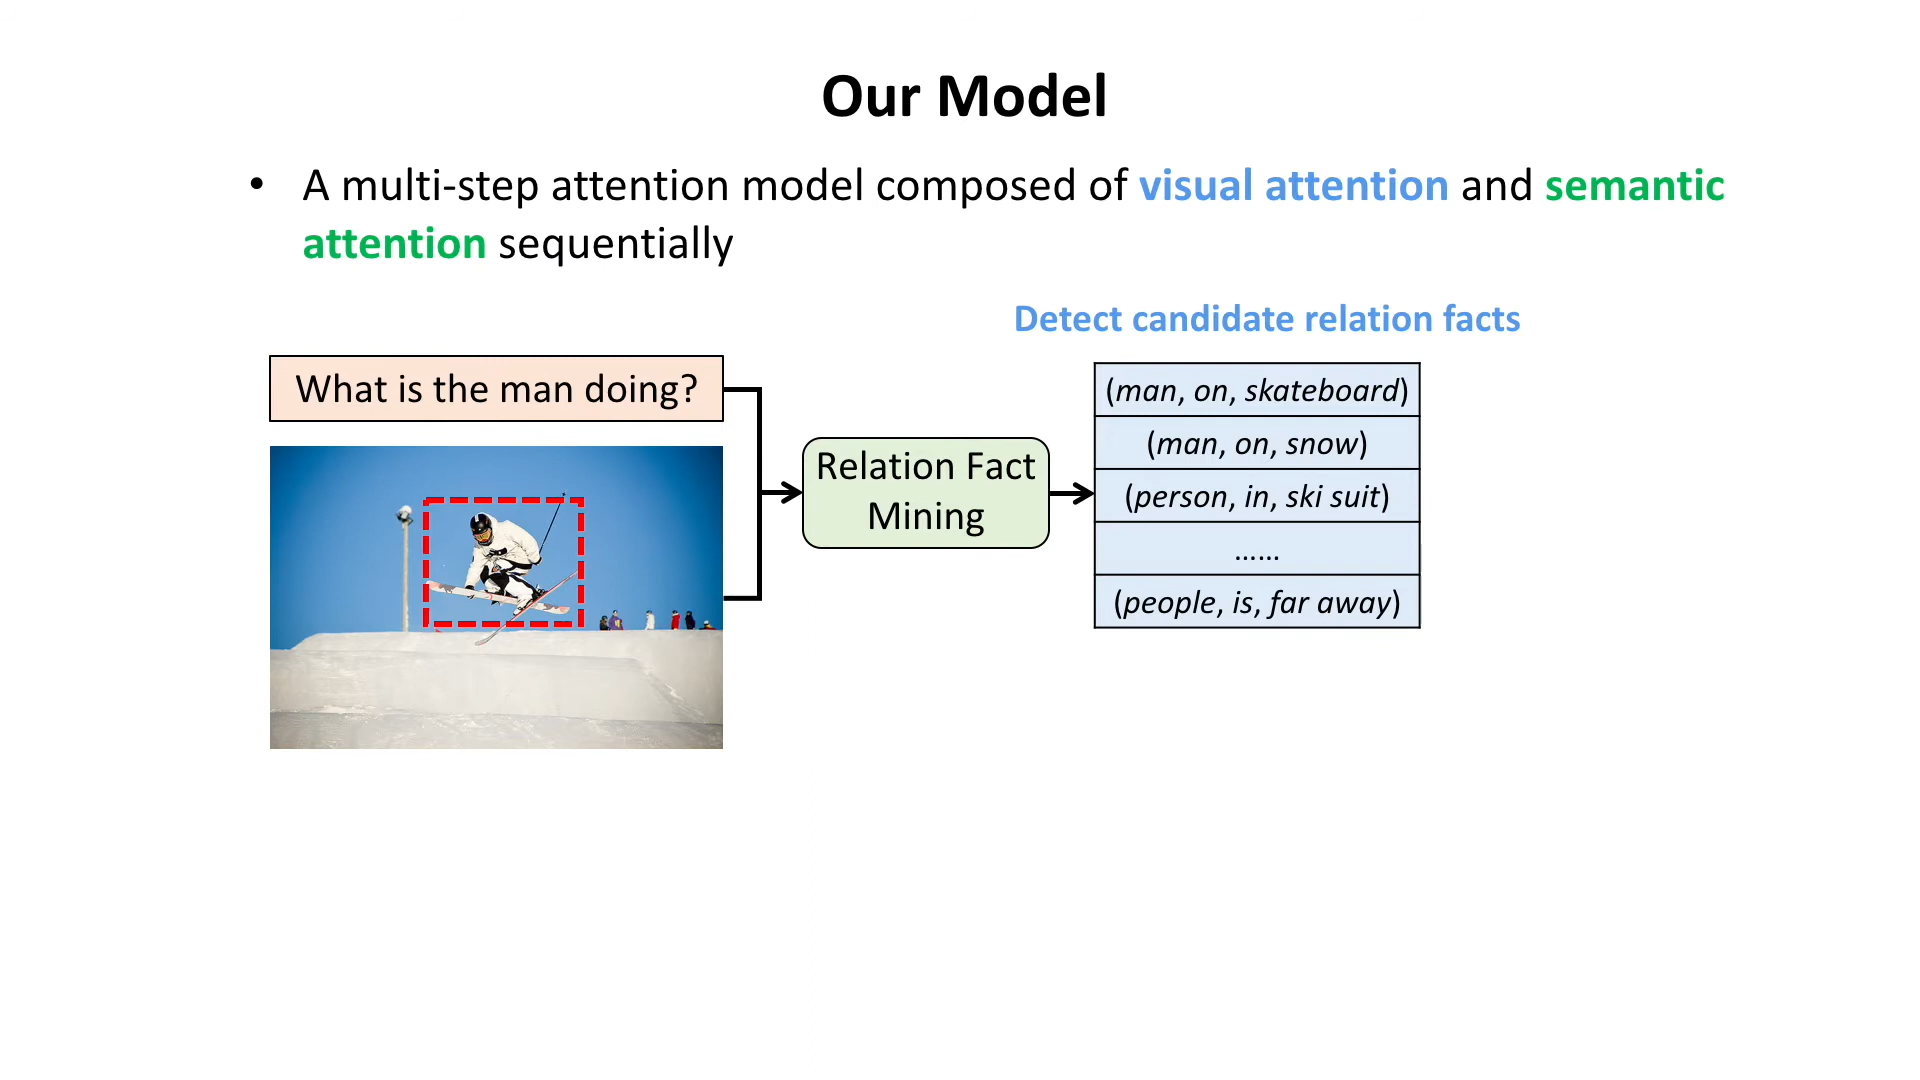 Our Model
• A multi-step attention model composed of visual attention and semantic
attention sequentially
Detect candidate relation facts
What is the man doing?
Relation Fact
Mining
(man, on, skateboard)
(man, on, snow)
(person, in, ski suit)
……
(people, is, far away)